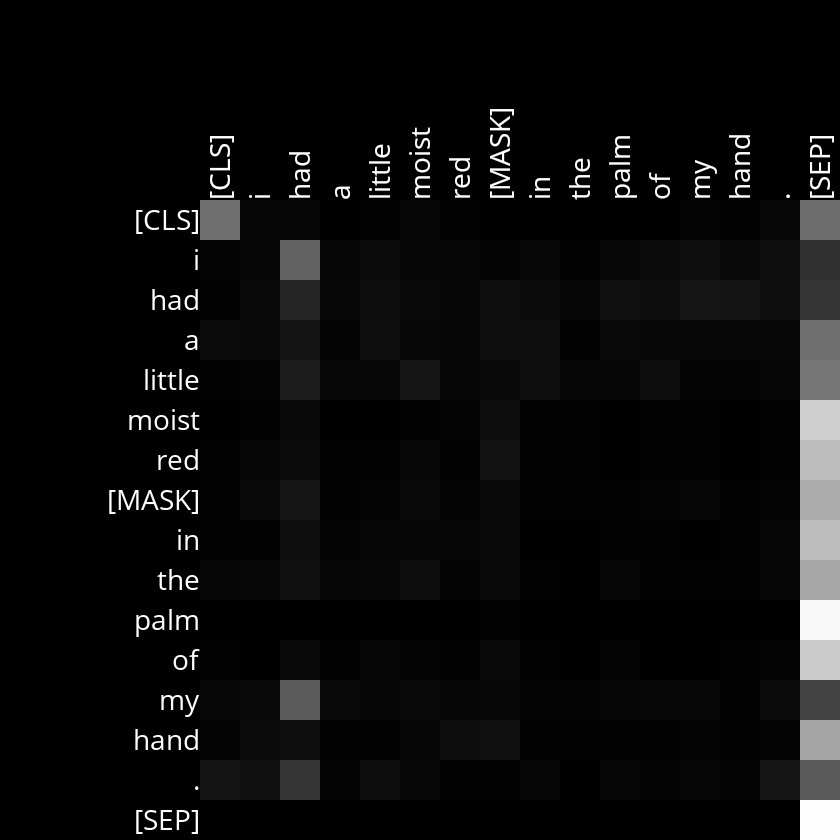 [CLS] i had a little moist red [MASK] in the palm of my hand . [SEP]
[CLS]
i
had
a
little
moist
red
[MASK]
in
the
palm
of
my
hand
.
[SEP]